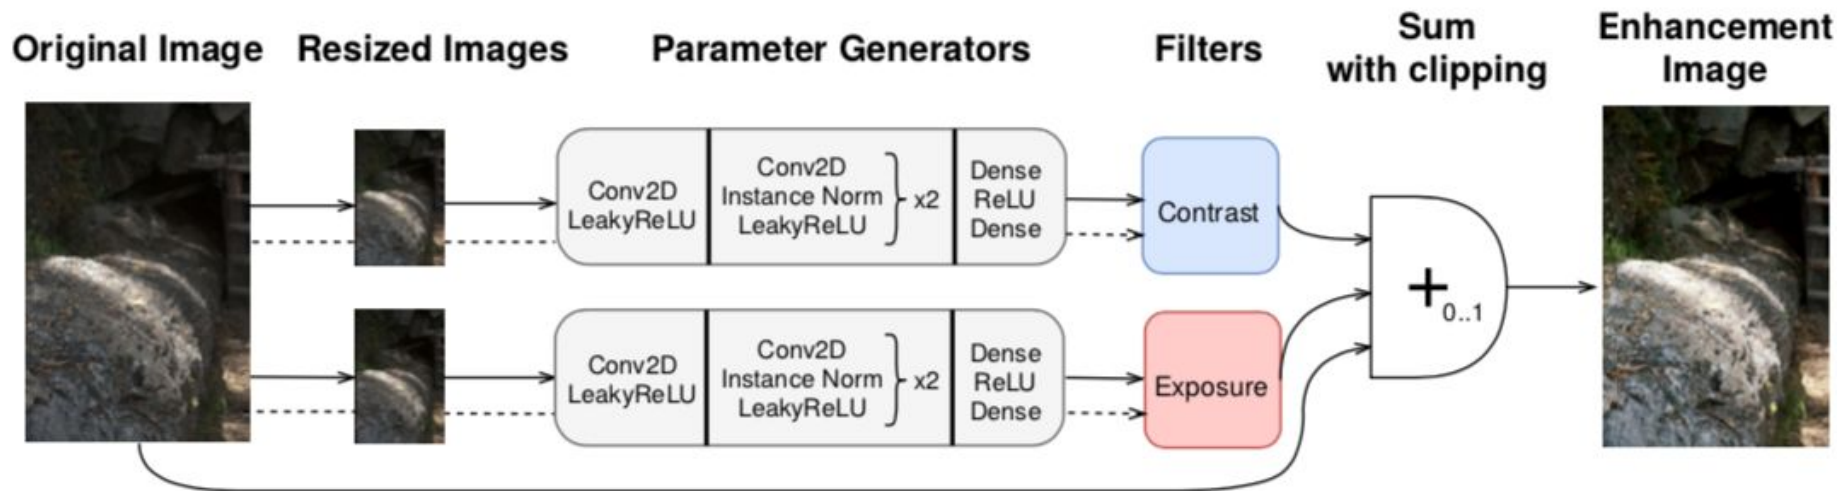 Original Image
Resized Images
Parameter Generators
Filters
Sum
with clipping
Enhancement
Image
Conv2D
LeakyReLU
Conv2D
Instance Norm
LeakyReLU
x2
Dense
ReLU
Dense
Contrast
Conv2D
LeakyReLU
Conv2D
Instance Norm
LeakyReLU
x2
Dense
ReLU
Dense
Exposure
+
0..1